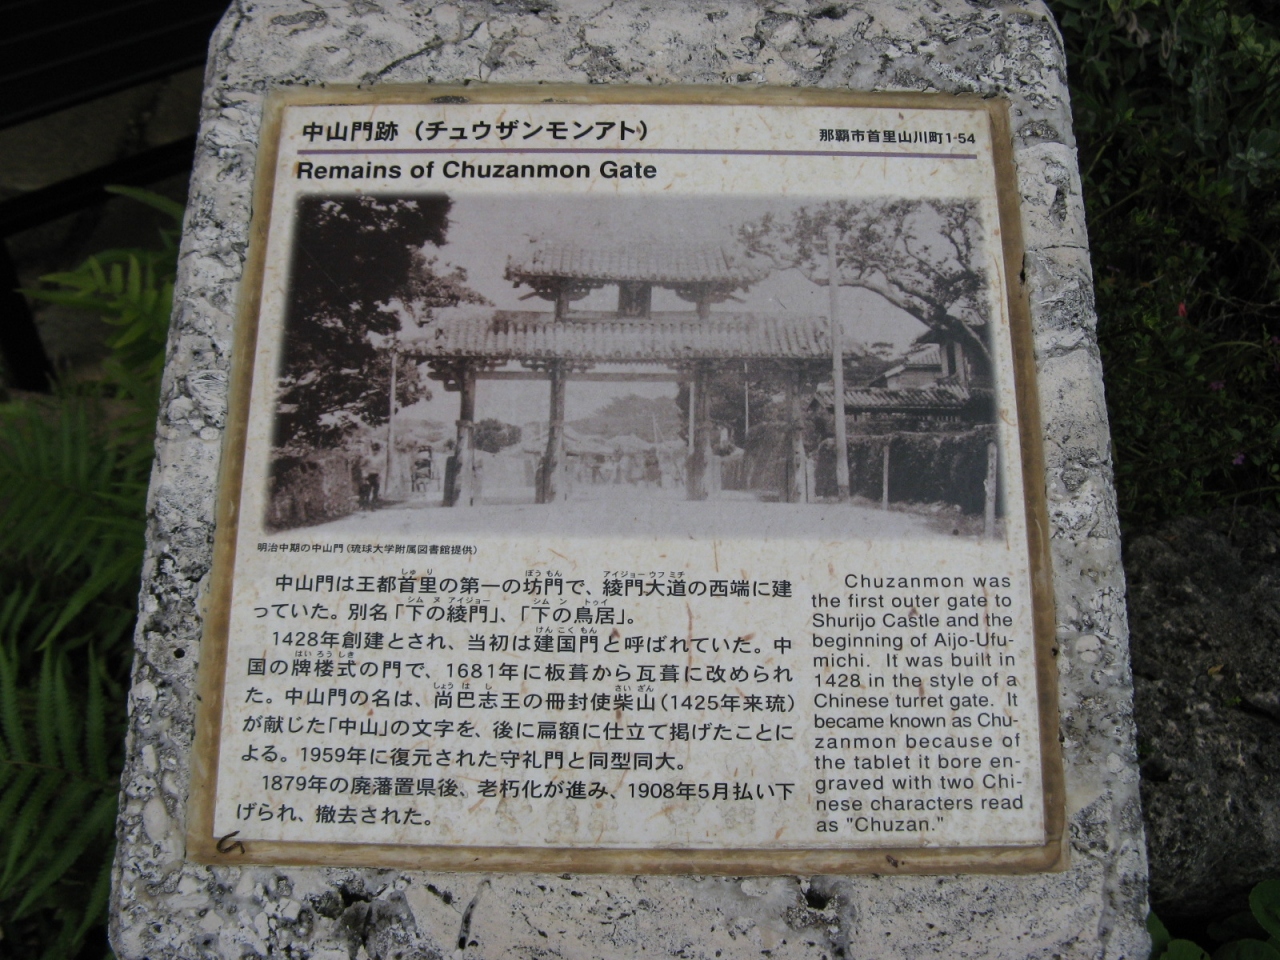 中山門跡（チュウザンモンアト）
那覇市首里山川町1-54
Remains of Chuzanmon Gate
明治中期の中山門（琉球大学附属図書館提供）
中山門は王都首里の第一の坊門で、綾門大道の西端に建
っていた。別名「下の綾門」、「下の鳥居」。
1428年創建とされ、当初は建国門と呼ばれていた。中
国の牌楼式の門で、1681年に板葺から瓦葺に改められ
た。中山門の名は、尚巴志王の冊封使柴山（1425年来琉）
が献じた「中山」の文字を、後に扁額に仕立て掲げたことに
よる。1959年に復元された守礼門と同型同大。
1879年の廃藩置県後、老朽化が進み、1908年5月払い下
げられ、撤去された。
Chuzanmon was
the first outer gate to
Shurijo Castle and the
beginning of Aijo-Ufu-
michi. It was built in
1428 in the style of a
Chinese turret gate. It
became known as Chu-
zanmon because of
the tablet it bore en-
graved with two Chi-
nese characters read
as "Chuzan."